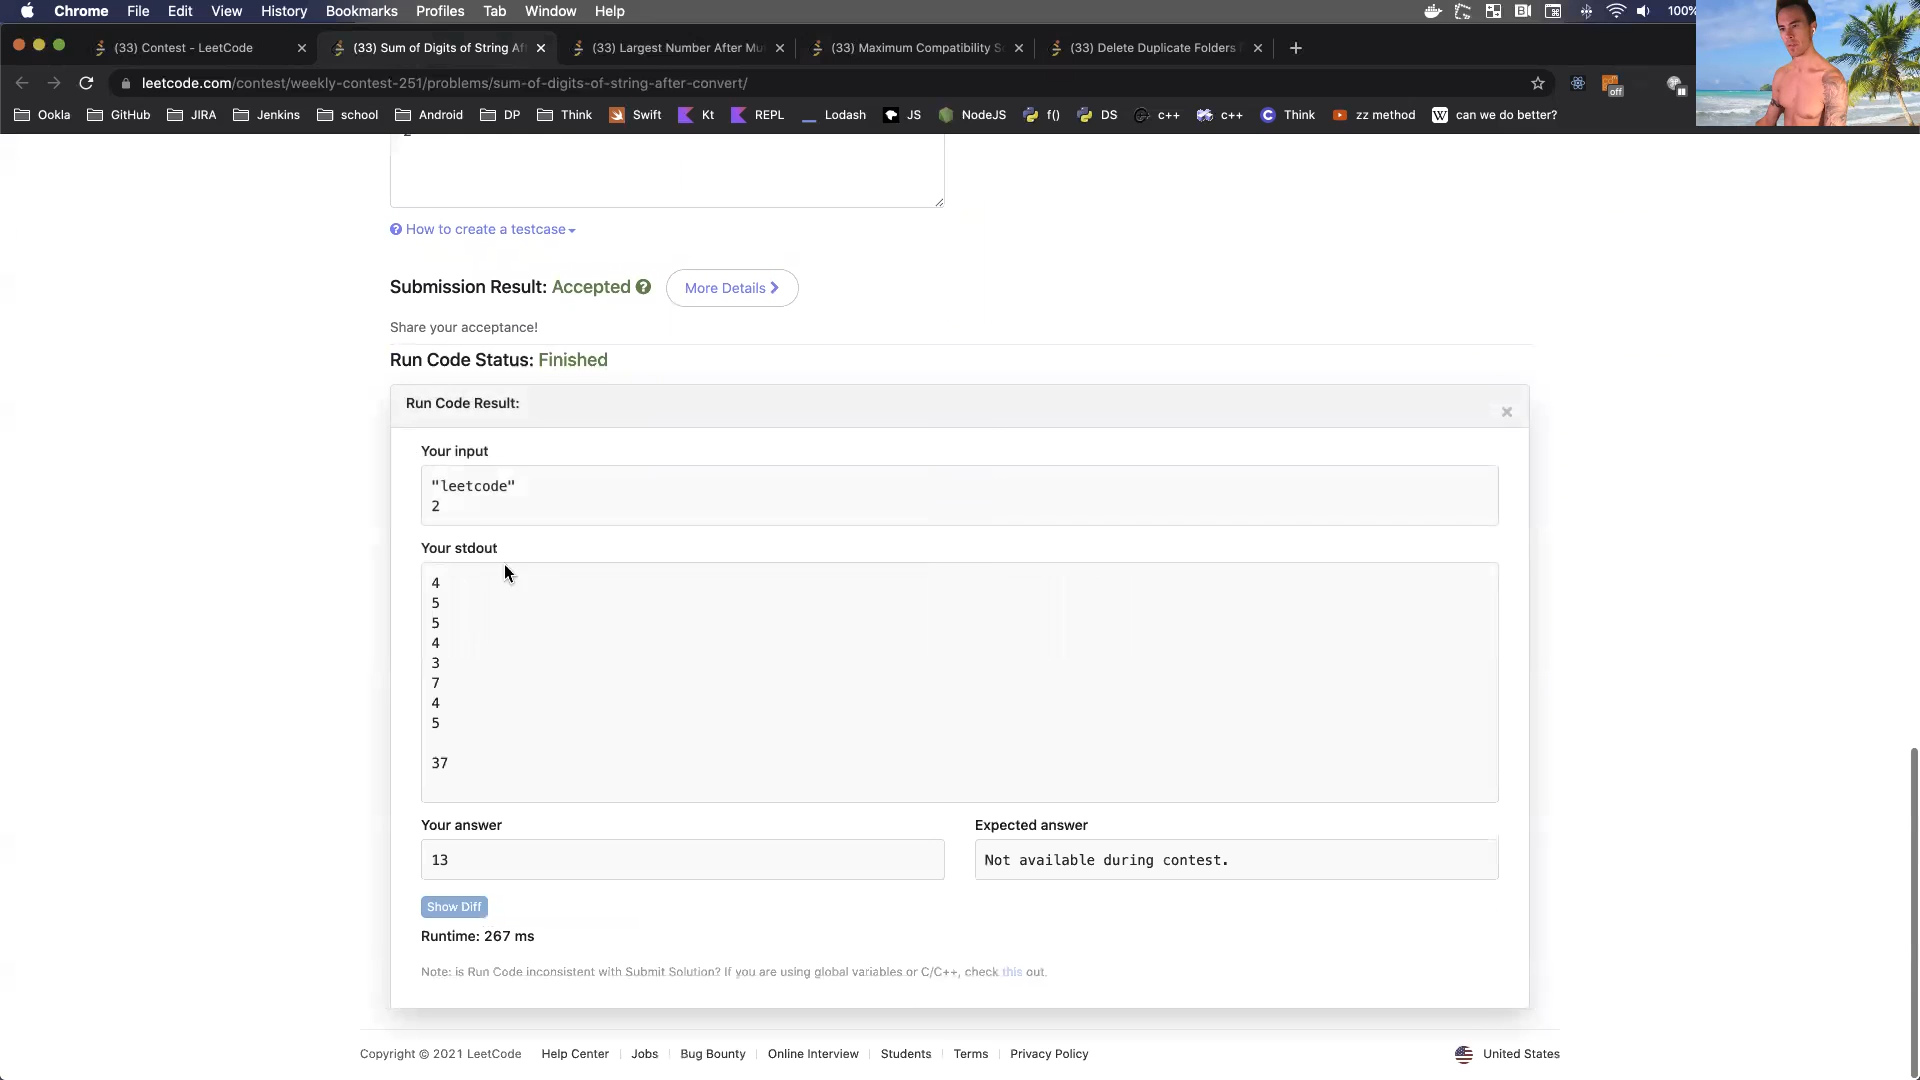 Chrome File Edit View History Bookmarks Profiles Tab Window Help 100%
(33) Contest - LeetCode (33) Sum of Digits of String Af (33) Largest Number After Mu (33) Maximum Compatibility S (33) Delete Duplicate Folders
leetcode.com/contest/weekly-contest-251/problems/sum-of-digits-of-string-after-convert/
off
Ookla GitHub JIRA Jenkins school Android DP Think Swift Kt REPL Lodash JS NodeJS f() DS c++ c++ Think zz method can we do better?
How to create a testcase
Submission Result: Accepted More Details
Share your acceptance!
Run Code Status: Finished
Run Code Result:
Your input
"leetcode"
2
Your stdout
4
5
5
4
3
7
4
5
37
Your answer Expected answer
13 Not available during contest.
Show Diff
Runtime: 267 ms
Note: is Run Code inconsistent with Submit Solution? If you are using global variables or C/C++, check this out.
Copyright © 2021 LeetCode Help Center Jobs Bug Bounty Online Interview Students Terms Privacy Policy United States